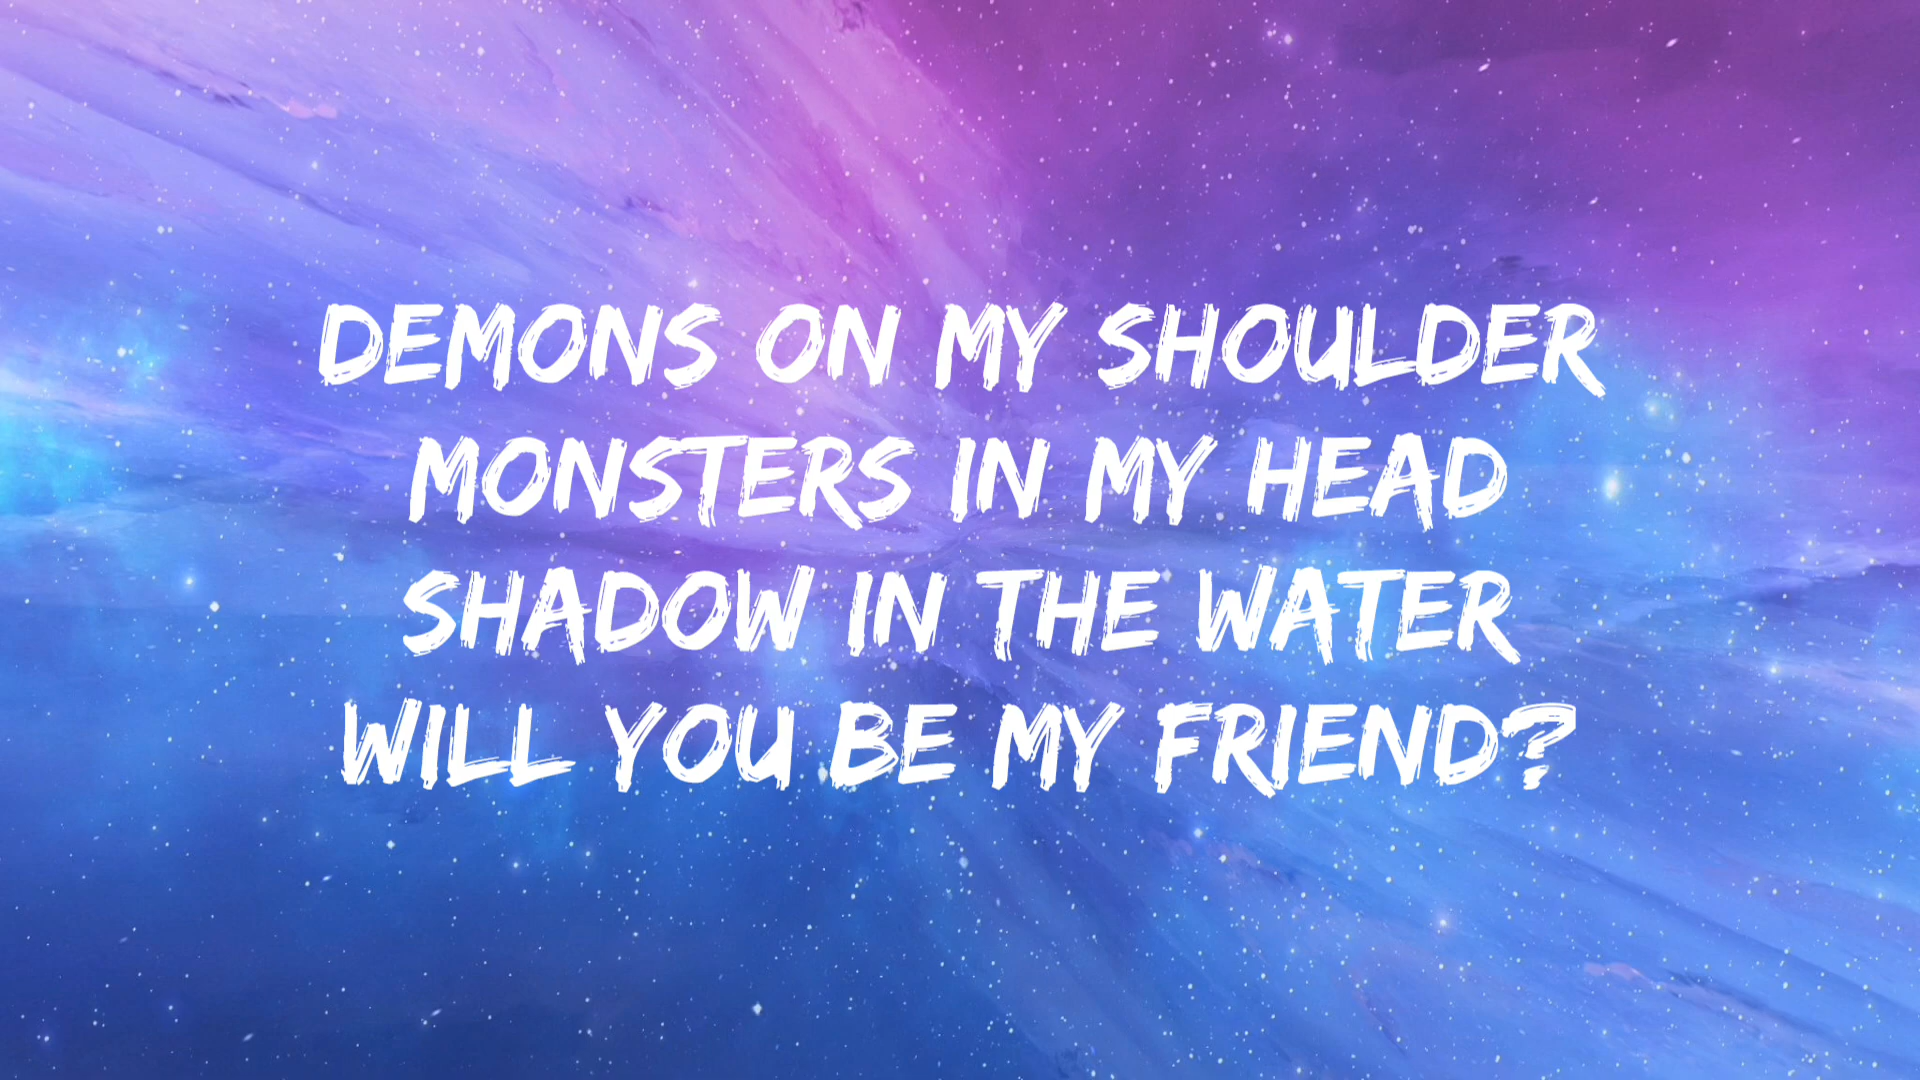 DEMONS ON MY SHOULDER
MONSTERS IN MY HEAD
SHADOW IN THE WATER
WILL YOU BE MY FRIEND?